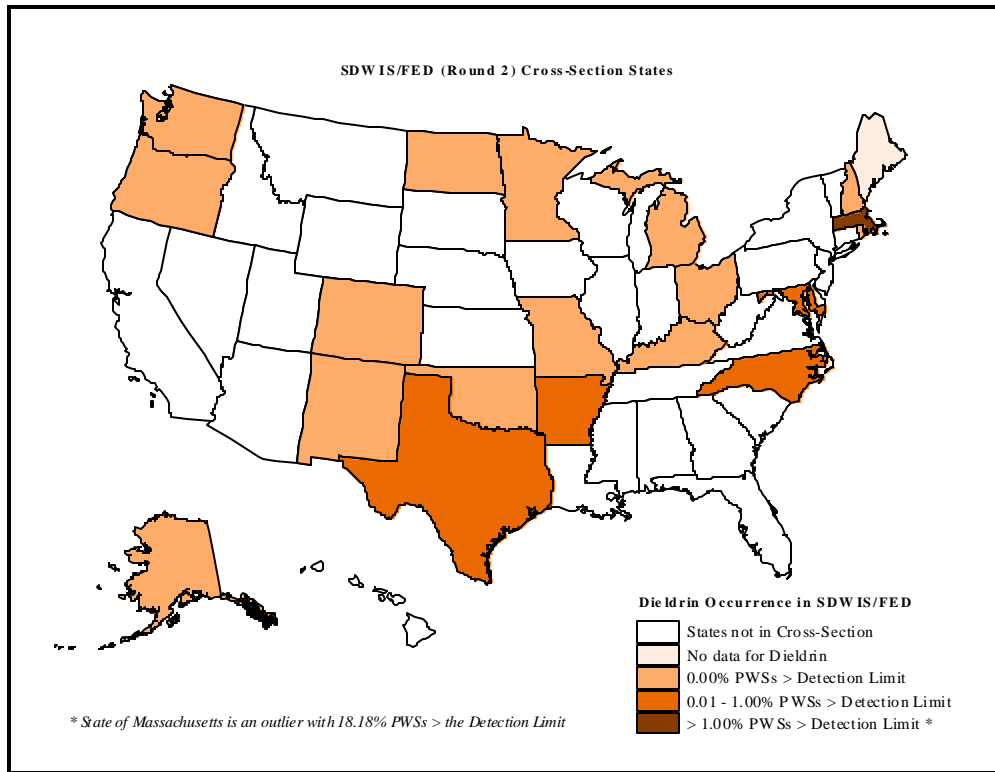 SDWIS/FED (Round 2) Cross-Section States
Dieldrin Occurrence in SDWIS/FED
States not in Cross-Section
No data for Dieldrin
0.00% PWSs > Detection Limit
0.01 - 1.00% PWSs > Detection Limit
> 1.00% PWSs > Detection Limit *
* State of Massachusetts is an outlier with 18.18% PWSs > the Detection Limit